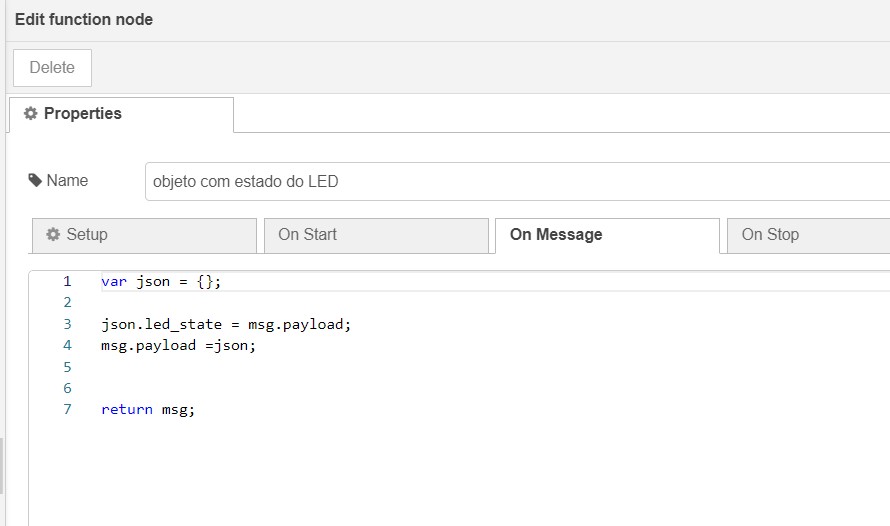 Edit function node
Delete
Properties
Name objeto com estado do LED
Setup On Start On Message On Stop
1 var json = {};
2
3 json.led_state = msg.payload;
4 msg.payload =json;
5
6
7 return msg;